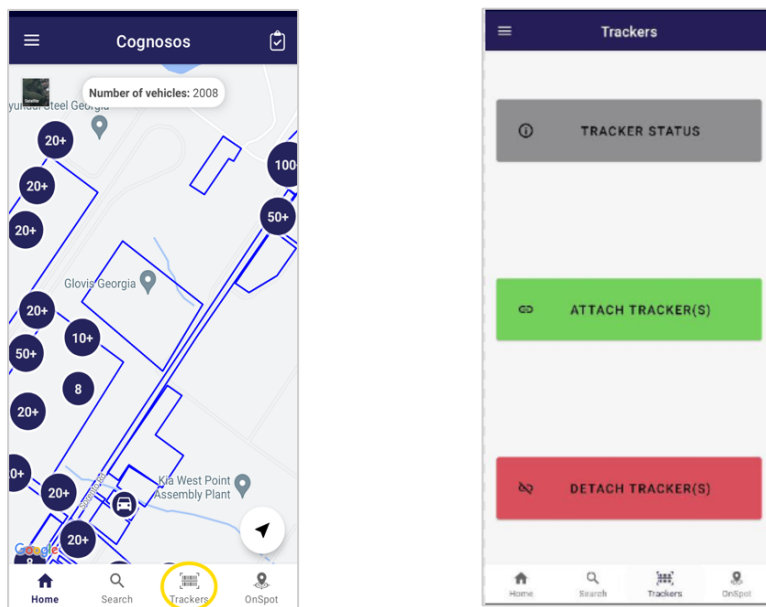 Cognosos
Number of vehicles: 2008
Hyundai Steel Georgia
20+
100
20+
50+
20+
Glovis Georgia
20+
10+
50+
8
20+
Kia West Point
Assembly Plant
20+
20+
Google
Home
Search
Trackers
OnSpot
Trackers
TRACKER STATUS
ATTACH TRACKER(S)
DETACH TRACKER(S)
Home
Search
Trackers
OnSpot